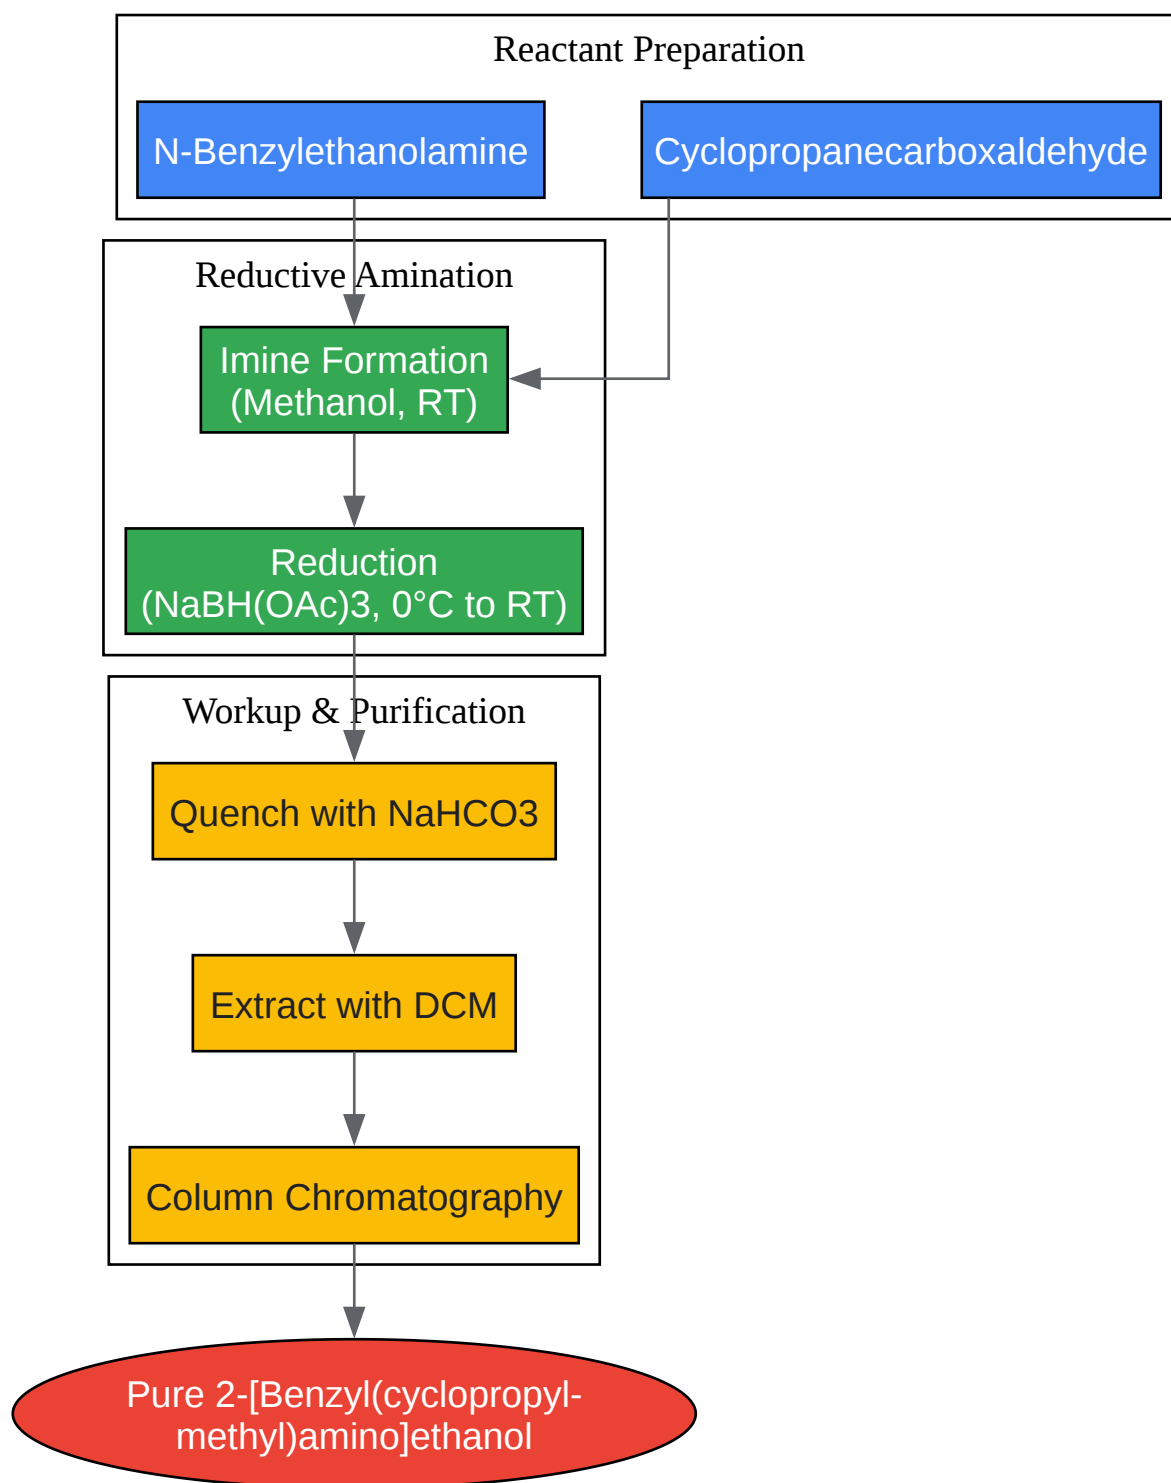 Reactant Preparation
N-Benzylethanolamine
Cyclopropanecarboxaldehyde
Reductive Amination
Imine Formation
(Methanol, RT)
Reduction
(NaBH(OAc)3, 0°C to RT)
Workup & Purification
Quench with NaHCO3
Extract with DCM
Column Chromatography
Pure 2-[Benzyl(cyclopropyl-
methyl)amino]ethanol